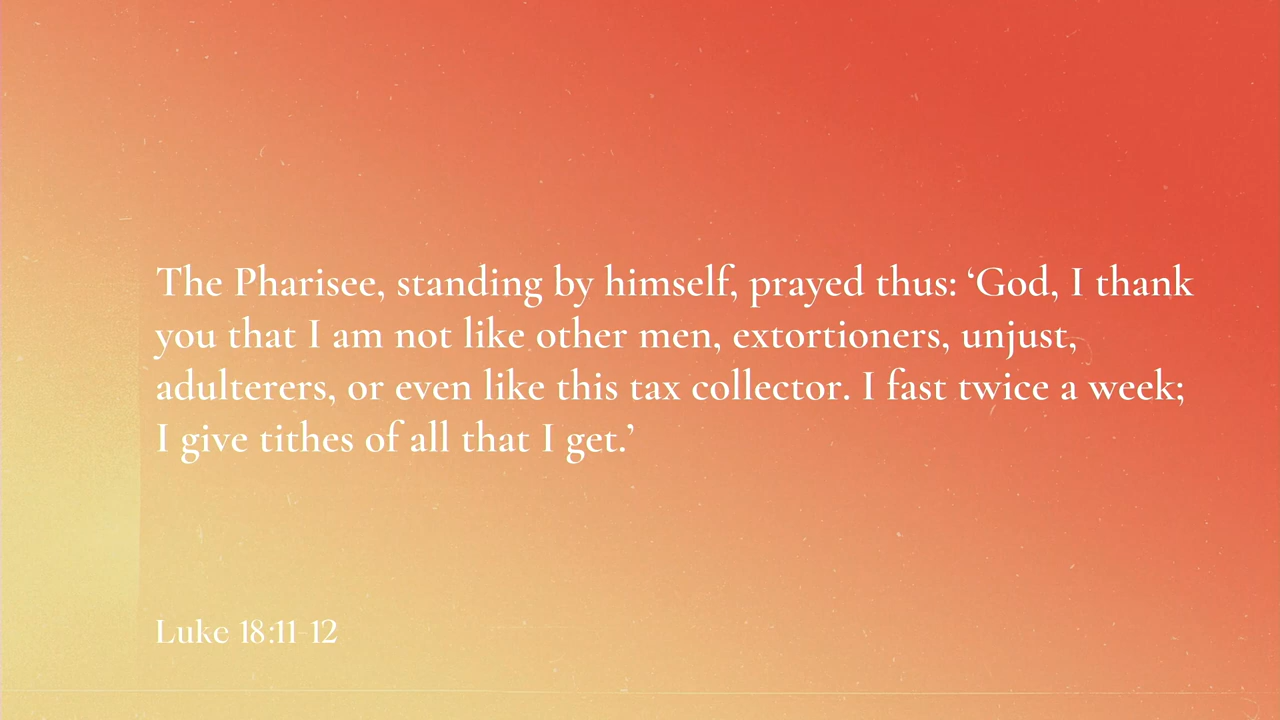 The Pharisee, standing by himself, prayed thus: ‘God, I thank
you that I am not like other men, extortioners, unjust,
adulterers, or even like this tax collector. I fast twice a week;
I give tithes of all that I get.’
Luke 18:11-12